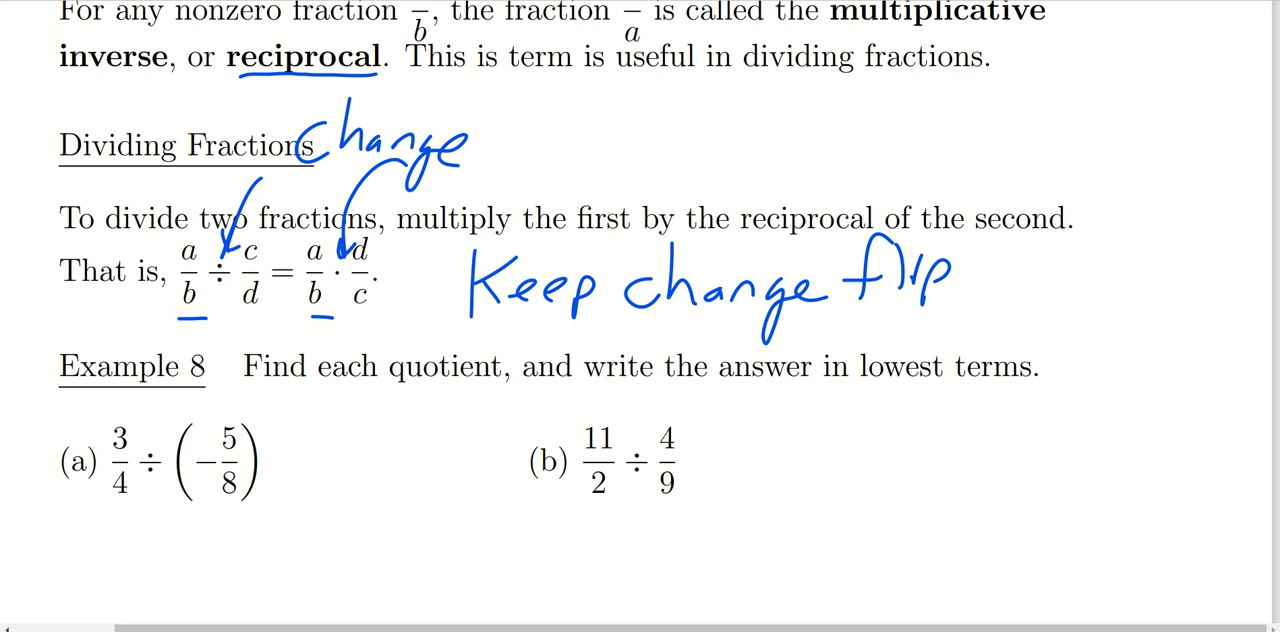 For any nonzero fraction —/b, the fraction —/a is called the multiplicative
inverse, or reciprocal. This is term is useful in dividing fractions.
Dividing Fractions change
To divide two fractions, multiply the first by the reciprocal of the second.
That is, a/b ÷ c/d = a/b · d/c.
Keep change flip
Example 8 Find each quotient, and write the answer in lowest terms.
(a) 3/4 ÷ (−5/8) (b) 11/2 ÷ 4/9